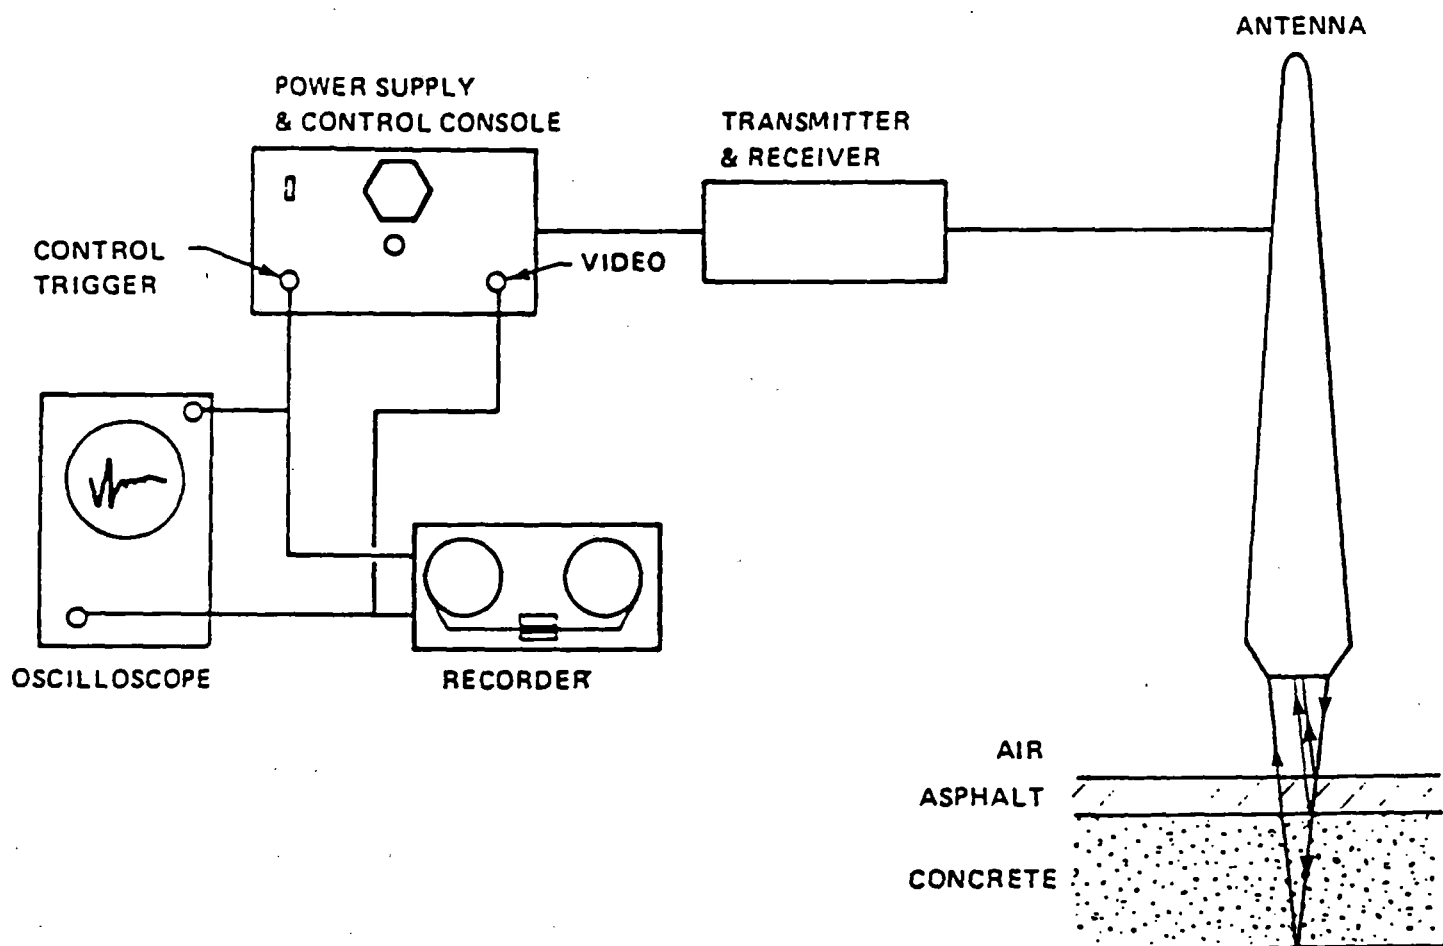 ANTENNA
POWER SUPPLY
& CONTROL CONSOLE
TRANSMITTER
& RECEIVER
CONTROL
TRIGGER
VIDEO
OSCILLOSCOPE
RECORDER
AIR
ASPHALT
CONCRETE